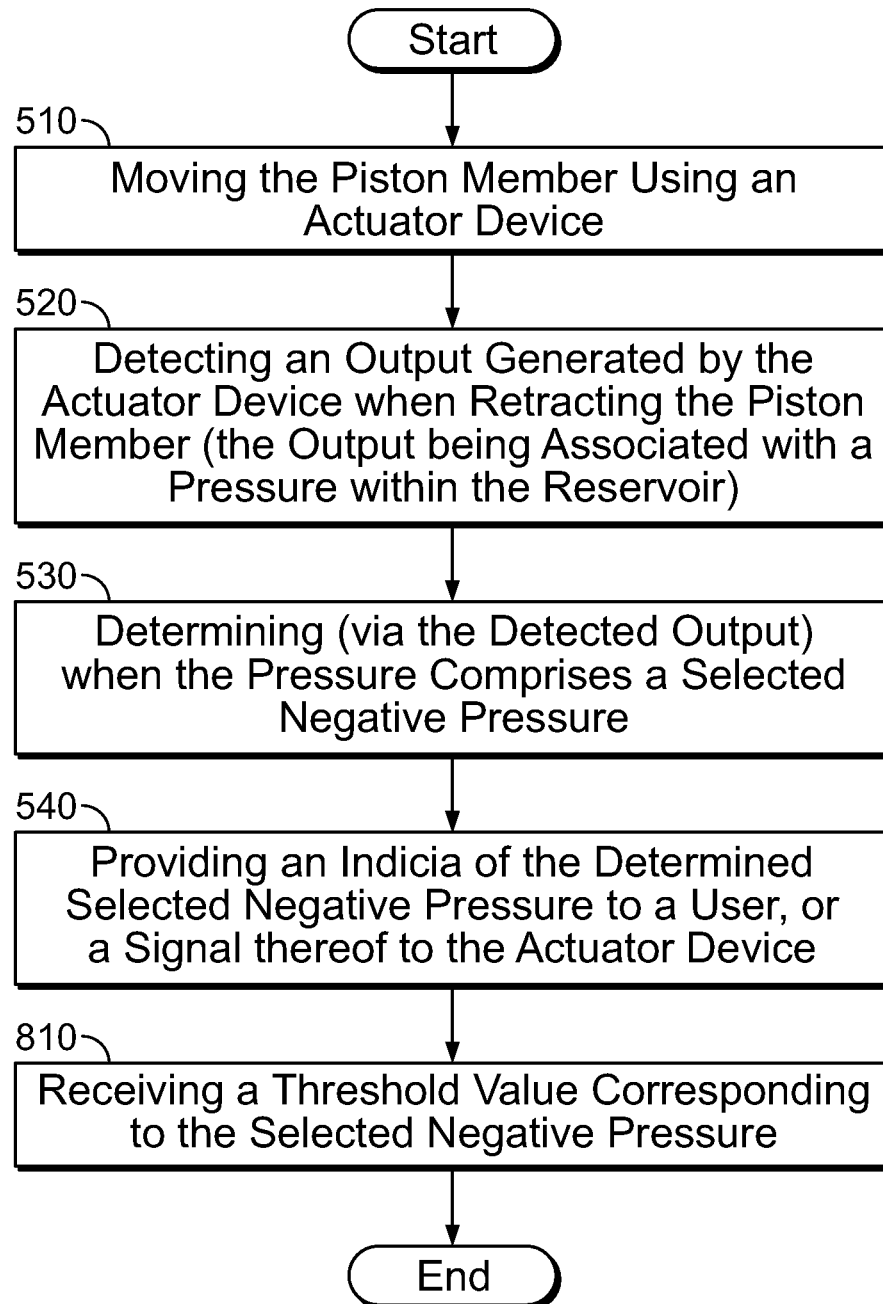 Start
510
Moving the Piston Member Using an
Actuator Device
520
Detecting an Output Generated by the
Actuator Device when Retracting the Piston
Member (the Output being Associated with a
Pressure within the Reservoir)
530
Determining (via the Detected Output)
when the Pressure Comprises a Selected
Negative Pressure
540
Providing an Indicia of the Determined
Selected Negative Pressure to a User, or
a Signal thereof to the Actuator Device
810
Receiving a Threshold Value Corresponding
to the Selected Negative Pressure
End